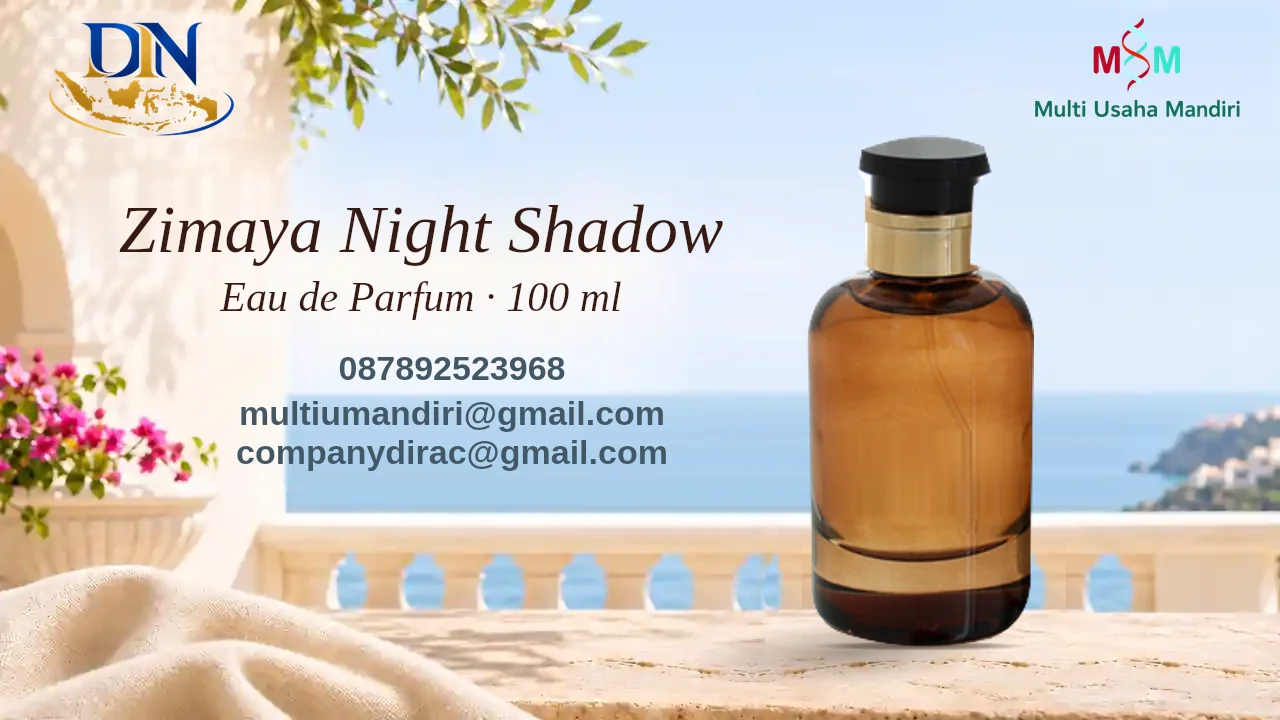 DIN
MSM
Multi Usaha Mandiri
Zimaya Night Shadow
Eau de Parfum · 100 ml
087892523968
multiumandiri@gmail.com
companydirac@gmail.com